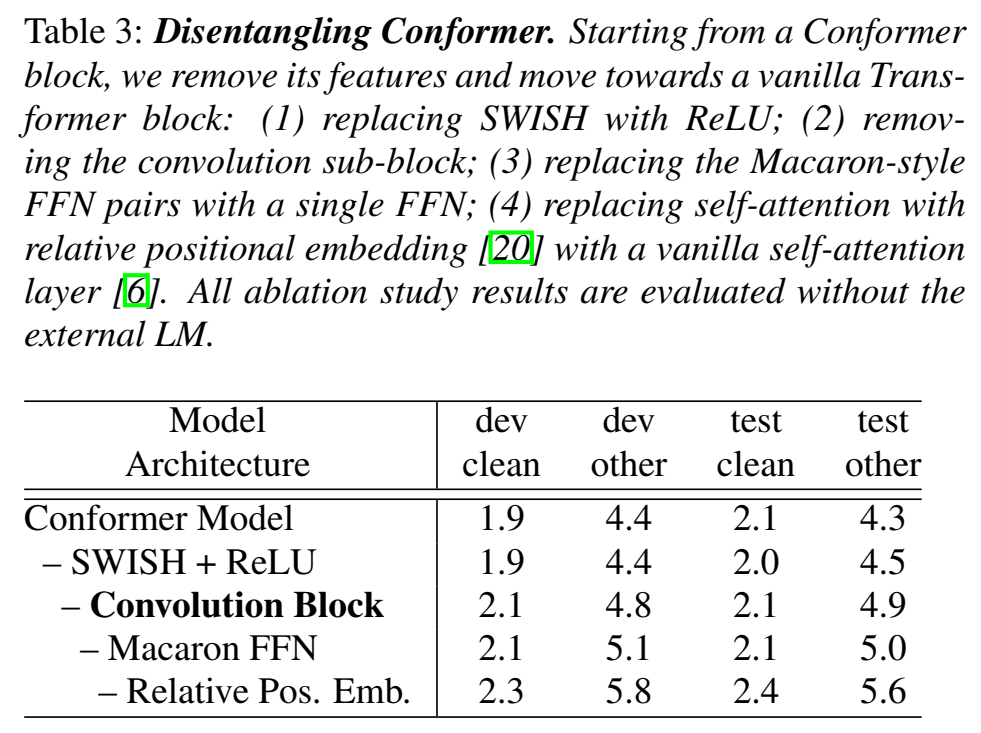 Table 3: Disentangling Conformer. Starting from a Conformer
block, we remove its features and move towards a vanilla Trans-
former block: (1) replacing SWISH with ReLU; (2) remov-
ing the convolution sub-block; (3) replacing the Macaron-style
FFN pairs with a single FFN; (4) replacing self-attention with
relative positional embedding [20] with a vanilla self-attention
layer [6]. All ablation study results are evaluated without the
external LM.
Model dev dev test test
Architecture clean other clean other
Conformer Model 1.9 4.4 2.1 4.3
– SWISH + ReLU 1.9 4.4 2.0 4.5
– Convolution Block 2.1 4.8 2.1 4.9
– Macaron FFN 2.1 5.1 2.1 5.0
– Relative Pos. Emb. 2.3 5.8 2.4 5.6